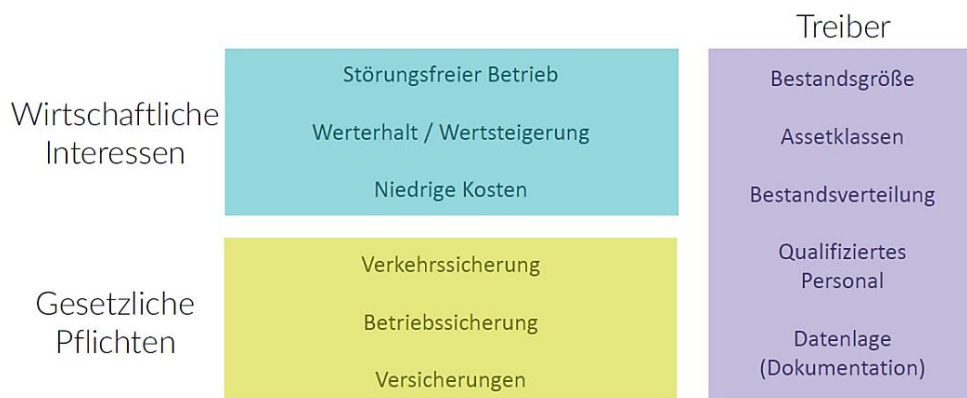 Wirtschaftliche
Interessen
Störungsfreier Betrieb
Werterhalt / Wertsteigerung
Niedrige Kosten
Gesetzliche
Pflichten
Verkehrssicherung
Betriebssicherung
Versicherungen
Treiber
Bestandsgröße
Assetklassen
Bestandsverteilung
Qualifiziertes
Personal
Datenlage
(Dokumentation)